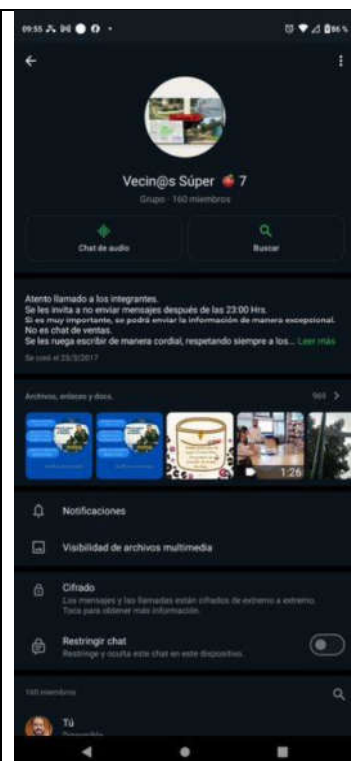 09:55
86 %
Vecin@s Súper 🍎 7
Grupo · 160 miembros
Chat de audio
Buscar
Atento llamado a los integrantes.
Se les invita a no enviar mensajes después de las 23:00 Hrs.
Si es muy importante, se podrá enviar la información de manera excepcional.
No es chat de ventas.
Se les ruega escribir de manera cordial, respetando siempre a los... Leer más
Se creó el 23/3/2017
Archivos, enlaces y docs.
1:26
Notificaciones
Visibilidad de archivos multimedia
Cifrado
Los mensajes y las llamadas están cifrados de extremo a extremo.
Toca para obtener más información.
Restringir chat
Restringe y oculta este chat en este dispositivo.
160 miembros
Tú
Disponible